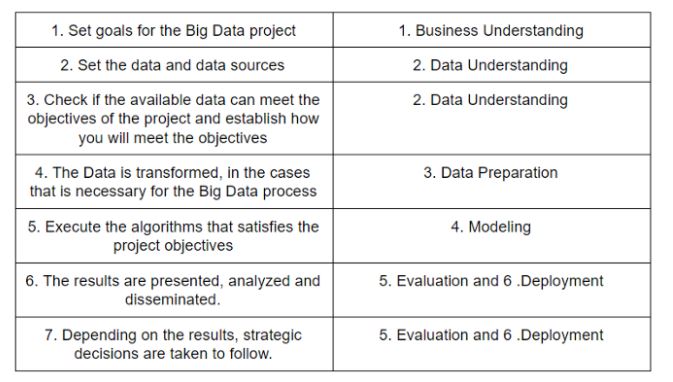 1. Set goals for the Big Data project
1. Business Understanding
2. Set the data and data sources
2. Data Understanding
3. Check if the available data can meet the
objectives of the project and establish how
you will meet the objectives
2. Data Understanding
4. The Data is transformed, in the cases
that is necessary for the Big Data process
3. Data Preparation
5. Execute the algorithms that satisfies the
project objectives
4. Modeling
6. The results are presented, analyzed and
disseminated.
5. Evaluation and 6 .Deployment
7. Depending on the results, strategic
decisions are taken to follow.
5. Evaluation and 6 .Deployment